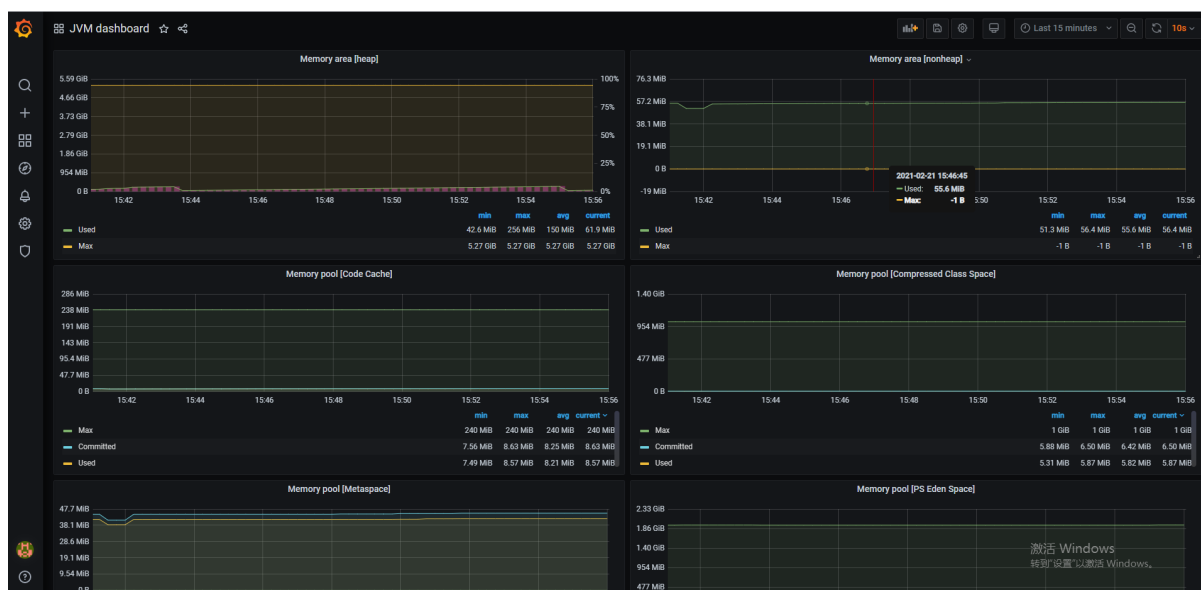 JVM dashboard
Last 15 minutes
10s
Memory area [heap]
5.59 GiB
4.66 GiB
3.73 GiB
2.79 GiB
1.86 GiB
954 MiB
0 B
100%
75%
50%
25%
0%
15:42 15:44 15:46 15:48 15:50 15:52 15:54 15:56
min max avg current
Used 42.6 MiB 256 MiB 150 MiB 61.9 MiB
Max 5.27 GiB 5.27 GiB 5.27 GiB 5.27 GiB
Memory area [nonheap]
76.3 MiB
57.2 MiB
38.1 MiB
19.1 MiB
0 B
-19 MiB
15:42 15:44 15:46 5:50 15:52 15:54 15:56
2021-02-21 15:46:45
Used: 55.6 MiB
Max: -1 B
min max avg current
Used 51.3 MiB 56.4 MiB 55.6 MiB 56.4 MiB
Max -1 B -1 B -1 B -1 B
Memory pool [Code Cache]
286 MiB
238 MiB
191 MiB
143 MiB
95.4 MiB
47.7 MiB
0 B
15:42 15:44 15:46 15:48 15:50 15:52 15:54 15:56
min max avg current
Max 240 MiB 240 MiB 240 MiB 240 MiB
Committed 7.56 MiB 8.63 MiB 8.25 MiB 8.63 MiB
Used 7.49 MiB 8.57 MiB 8.21 MiB 8.57 MiB
Memory pool [Compressed Class Space]
1.40 GiB
954 MiB
477 MiB
0 B
15:42 15:44 15:46 15:48 15:50 15:52 15:54 15:56
min max avg current
Max 1 GiB 1 GiB 1 GiB 1 GiB
Committed 5.88 MiB 6.50 MiB 6.42 MiB 6.50 MiB
Used 5.31 MiB 5.87 MiB 5.82 MiB 5.87 MiB
Memory pool [Metaspace]
47.7 MiB
38.1 MiB
28.6 MiB
19.1 MiB
9.54 MiB
0 B
Memory pool [PS Eden Space]
2.33 GiB
1.86 GiB
1.40 GiB
954 MiB
477 MiB
激活 Windows
转到"设置"以激活 Windows。